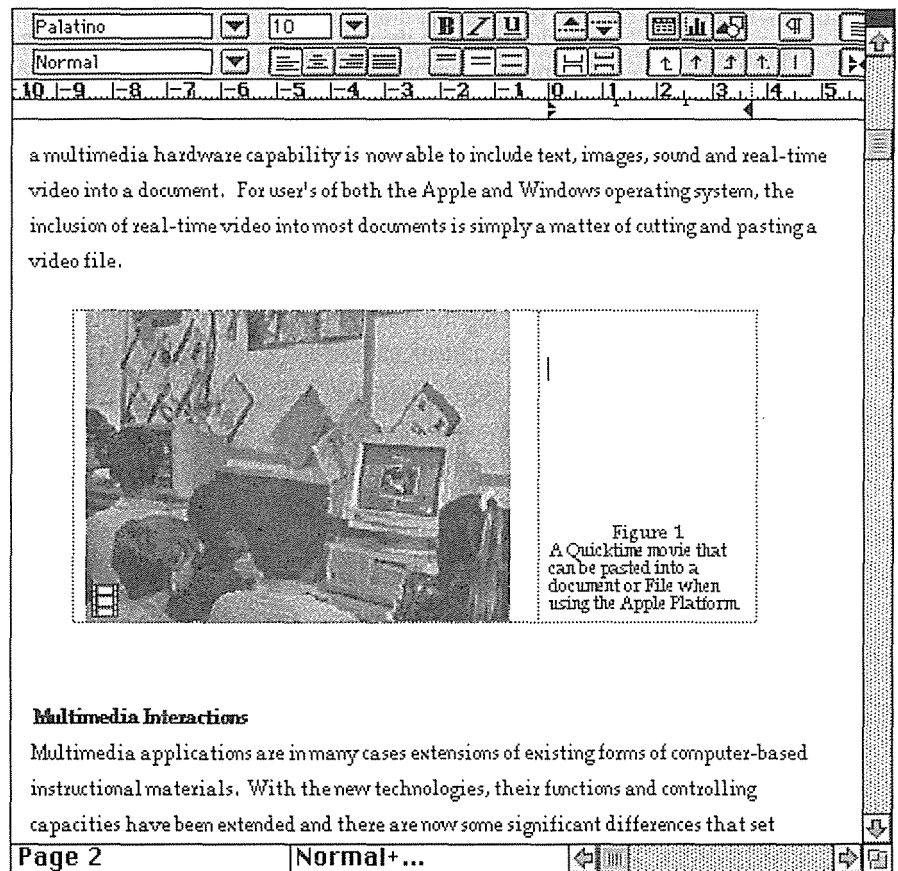 Palatino 10 B I U ¶
Normal
10 -9 -8 -7 -6 -5 -4 -3 -2 -1 0 1 2 3 4 5
a multimedia hardware capability is now able to include text, images, sound and real-time
video into a document. For user's of both the Apple and Windows operating system, the
inclusion of real-time video into most documents is simply a matter of cutting and pasting a
video file.
Figure 1
A Quicktime movie that
can be pasted into a
document or File when
using the Apple Platform.
Multimedia Interactions
Multimedia applications are in many cases extensions of existing forms of computer-based
instructional materials. With the new technologies, their functions and controlling
capacities have been extended and there are now some significant differences that set
Page 2 Normal+...